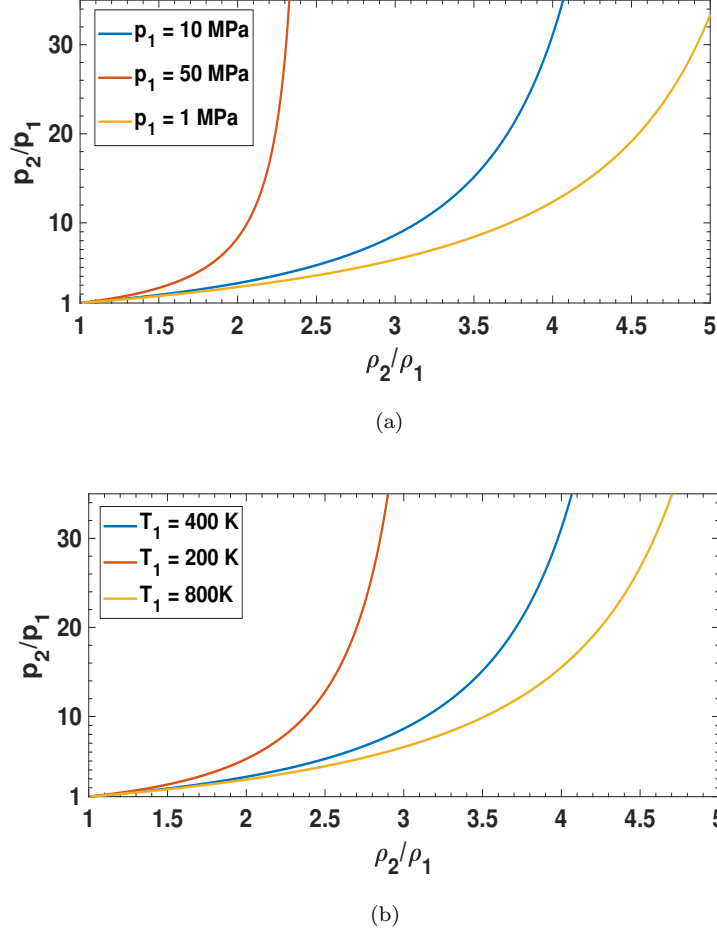 p2/p1
30
20
10
1
p1 = 10 MPa
p1 = 50 MPa
p1 = 1 MPa
1 1.5 2 2.5 3 3.5 4 4.5 5
ρ2/ρ1
(a)
p2/p1
30
20
10
1
T1 = 400 K
T1 = 200 K
T1 = 800K
1 1.5 2 2.5 3 3.5 4 4.5 5
ρ2/ρ1
(b)